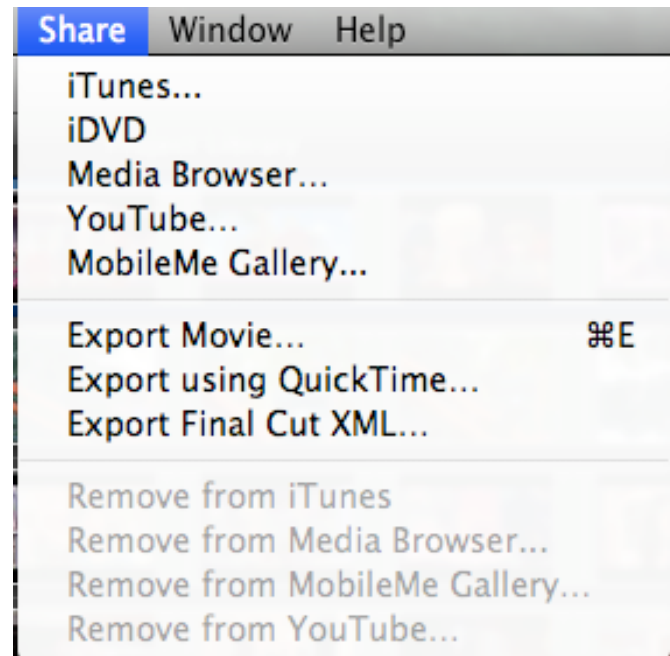 Share Window Help
iTunes...
iDVD
Media Browser...
YouTube...
MobileMe Gallery...
Export Movie... ⌘E
Export using QuickTime...
Export Final Cut XML...
Remove from iTunes
Remove from Media Browser...
Remove from MobileMe Gallery...
Remove from YouTube...